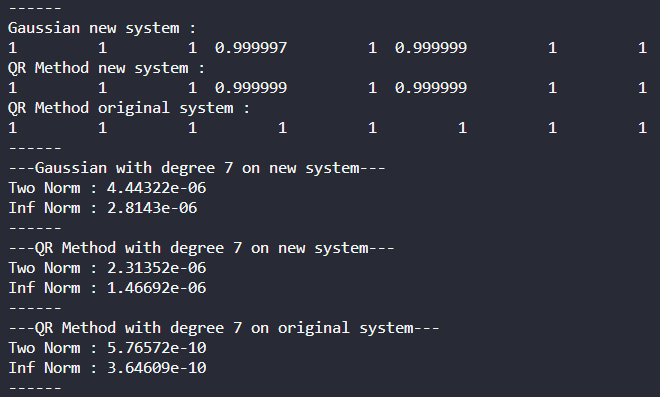 ------
Gaussian new system :
1 1 1 0.999997 1 0.999999 1 1
QR Method new system :
1 1 1 0.999999 1 0.999999 1 1
QR Method original system :
1 1 1 1 1 1 1 1
------
---Gaussian with degree 7 on new system---
Two Norm : 4.44322e-06
Inf Norm : 2.8143e-06
------
---QR Method with degree 7 on new system---
Two Norm : 2.31352e-06
Inf Norm : 1.46692e-06
------
---QR Method with degree 7 on original system---
Two Norm : 5.76572e-10
Inf Norm : 3.64609e-10
------